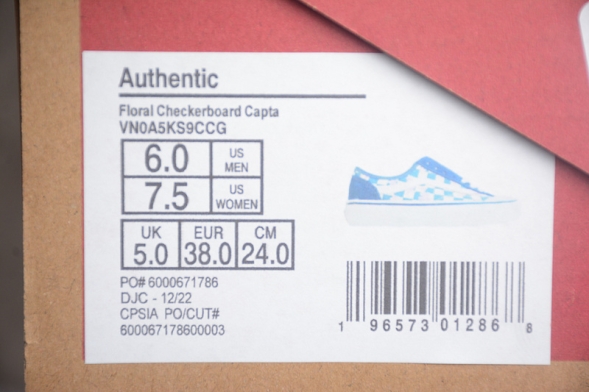 Authentic
Floral Checkerboard Capta
VN0A5KS9CCG
6.0 US MEN
7.5 US WOMEN
UK EUR CM
5.0 38.0 24.0
PO# 6000671786
DJC - 12/22
CPSIA PO/CUT#
600067178600003
1 96573 01286 8